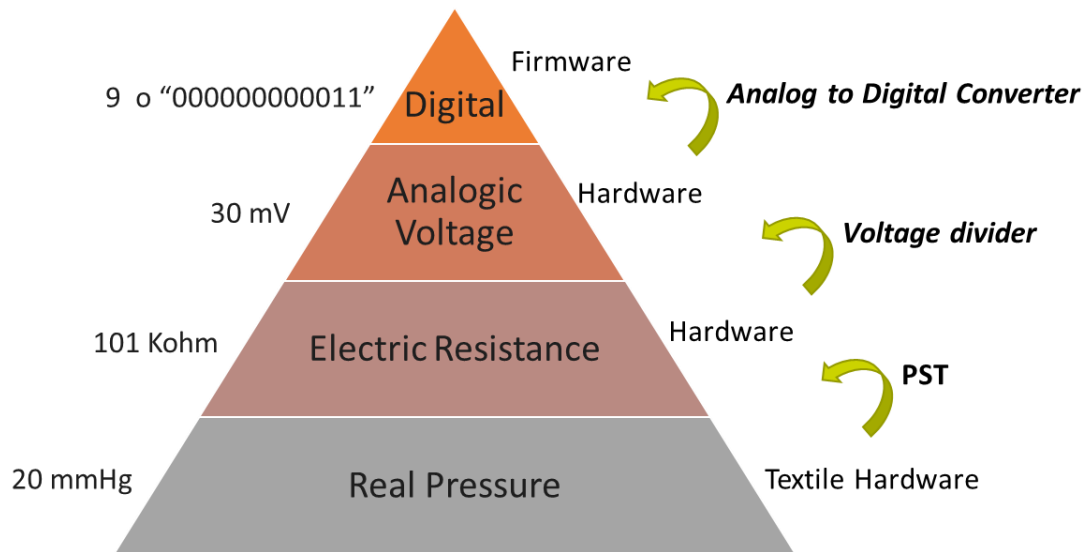 Firmware
9 o “000000000011”
Digital
Analog to Digital Converter
Analogic
Voltage
Hardware
30 mV
Voltage divider
101 Kohm
Electric Resistance
Hardware
PST
20 mmHg
Real Pressure
Textile Hardware